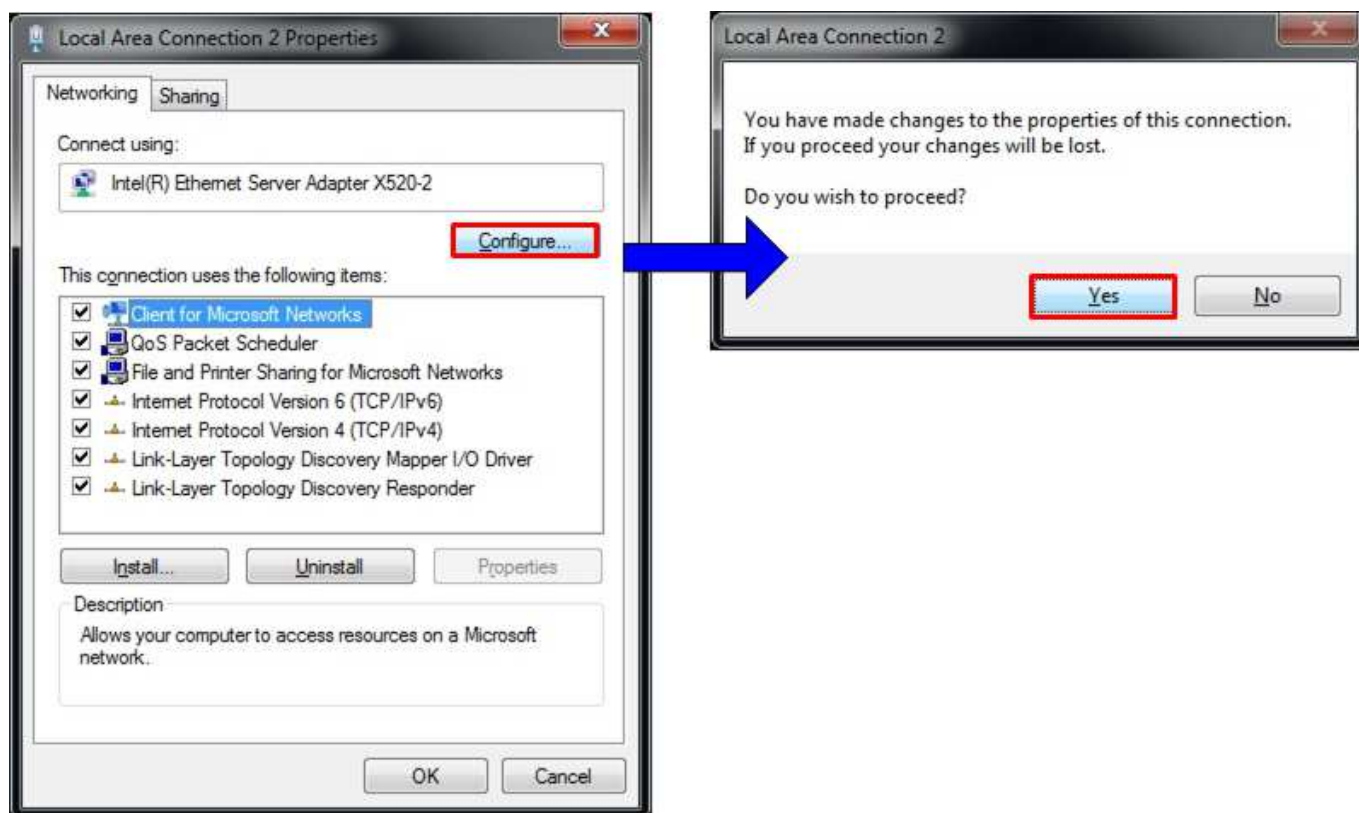 Local Area Connection 2 Properties
Networking
Sharing
Connect using:
Intel(R) Ethernet Server Adapter X520-2
Configure...
This connection uses the following items:
Client for Microsoft Networks
QoS Packet Scheduler
File and Printer Sharing for Microsoft Networks
Internet Protocol Version 6 (TCP/IPv6)
Internet Protocol Version 4 (TCP/IPv4)
Link-Layer Topology Discovery Mapper I/O Driver
Link-Layer Topology Discovery Responder
Install...
Uninstall
Properties
Description
Allows your computer to access resources on a Microsoft
network.
OK
Cancel
Local Area Connection 2
You have made changes to the properties of this connection.
If you proceed your changes will be lost.
Do you wish to proceed?
Yes
No